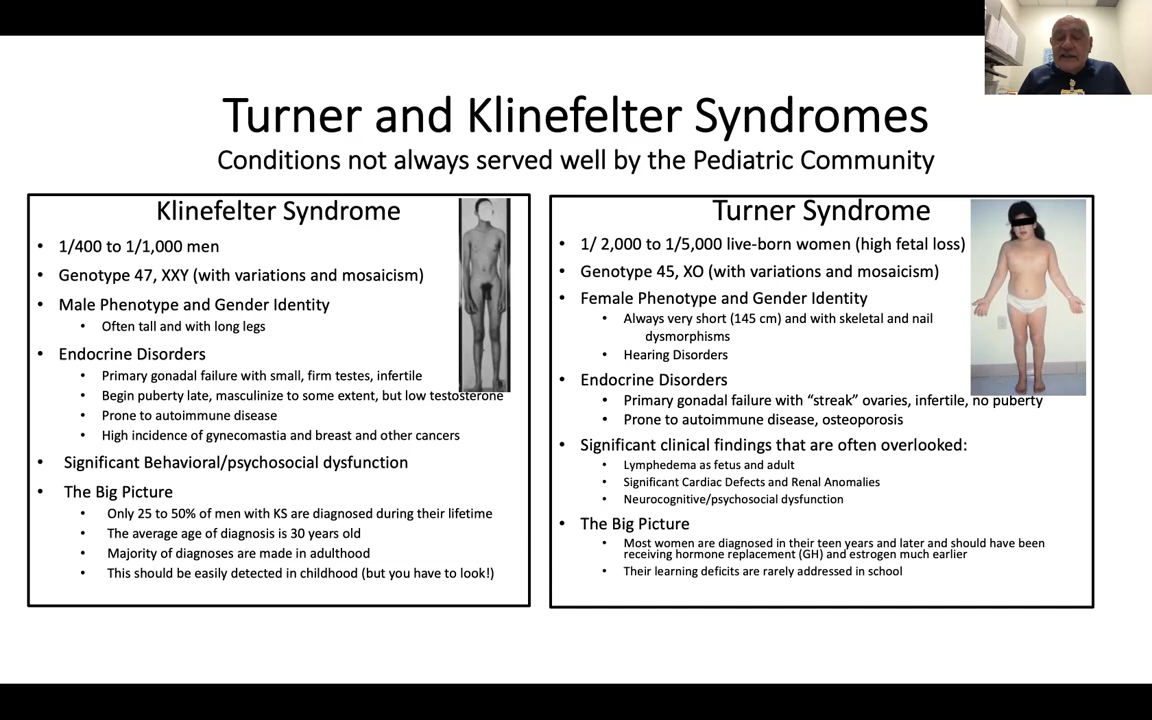 Turner and Klinefelter Syndromes
Conditions not always served well by the Pediatric Community
Klinefelter Syndrome
• 1/400 to 1/1,000 men
• Genotype 47, XXY (with variations and mosaicism)
• Male Phenotype and Gender Identity
• Often tall and with long legs
• Endocrine Disorders
• Primary gonadal failure with small, firm testes, infertile
• Begin puberty late, masculinize to some extent, but low testosterone
• Prone to autoimmune disease
• High incidence of gynecomastia and breast and other cancers
• Significant Behavioral/psychosocial dysfunction
• The Big Picture
• Only 25 to 50% of men with KS are diagnosed during their lifetime
• The average age of diagnosis is 30 years old
• Majority of diagnoses are made in adulthood
• This should be easily detected in childhood (but you have to look!)
Turner Syndrome
• 1/ 2,000 to 1/5,000 live-born women (high fetal loss)
• Genotype 45, XO (with variations and mosaicism)
• Female Phenotype and Gender Identity
• Always very short (145 cm) and with skeletal and nail
dysmorphisms
• Hearing Disorders
• Endocrine Disorders
• Primary gonadal failure with “streak” ovaries, infertile, no puberty
• Prone to autoimmune disease, osteoporosis
• Significant clinical findings that are often overlooked:
• Lymphedema as fetus and adult
• Significant Cardiac Defects and Renal Anomalies
• Neurocognitive/psychosocial dysfunction
• The Big Picture
• Most women are diagnosed in their teen years and later and should have been
receiving hormone replacement (GH) and estrogen much earlier
• Their learning deficits are rarely addressed in school